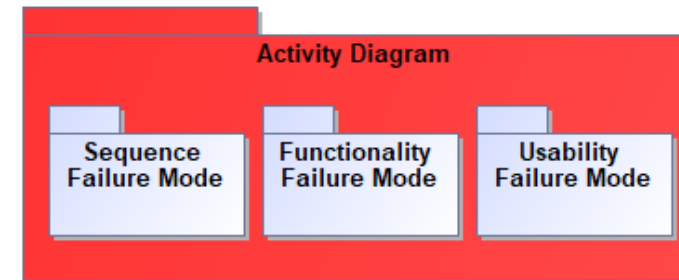 Activity Diagram
Sequence
Failure Mode
Functionality
Failure Mode
Usability
Failure Mode